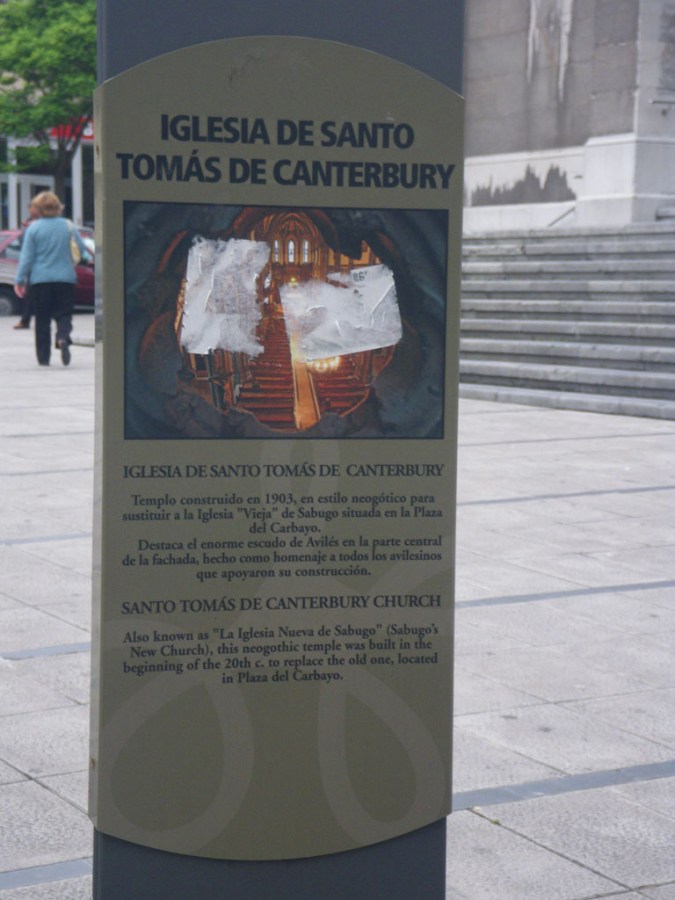 IGLESIA DE SANTO
TOMÁS DE CANTERBURY
IGLESIA DE SANTO TOMÁS DE CANTERBURY
Templo construido en 1903, en estilo neogótico para
sustituir a la Iglesia "Vieja" de Sabugo situada en la Plaza
del Carbayo.
Destaca el enorme escudo de Avilés en la parte central
de la fachada, hecho como homenaje a todos los avilesinos
que apoyaron su construcción.
SANTO TOMÁS DE CANTERBURY CHURCH
Also known as "La Iglesia Nueva de Sabugo" (Sabugo's
New Church), this neogothic temple was built in the
beginning of the 20th c. to replace the old one, located
in Plaza del Carbayo.